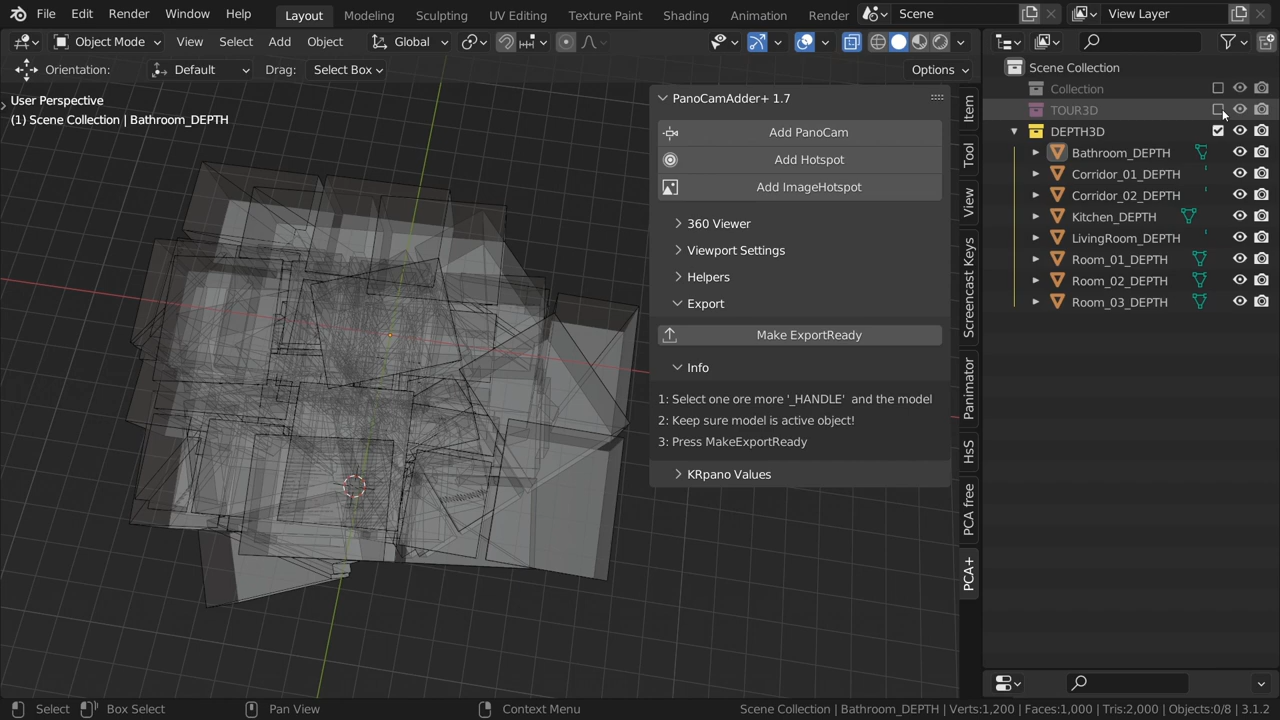 File Edit Render Window Help Layout Modeling Sculpting UV Editing Texture Paint Shading Animation Render Scene View Layer
Object Mode View Select Add Object Global
Orientation: Default Drag: Select Box Options
User Perspective
(1) Scene Collection | Bathroom_DEPTH
PanoCamAdder+ 1.7
Add PanoCam
Add Hotspot
Add ImageHotspot
360 Viewer
Viewport Settings
Helpers
Export
Make ExportReady
Info
1: Select one ore more '_HANDLE'  and the model
2: Keep sure model is active object!
3: Press MakeExportReady
KRpano Values
Item
Tool
View
Screencast Keys
Panimator
HsS
PCA free
PCA+
Scene Collection
Collection
TOUR3D
DEPTH3D
Bathroom_DEPTH
Corridor_01_DEPTH
Corridor_02_DEPTH
Kitchen_DEPTH
LivingRoom_DEPTH
Room_01_DEPTH
Room_02_DEPTH
Room_03_DEPTH
Select Box Select Pan View Context Menu Scene Collection | Bathroom_DEPTH | Verts:1,200 | Faces:1,000 | Tris:2,000 | Objects:0/8 | 3.1.2